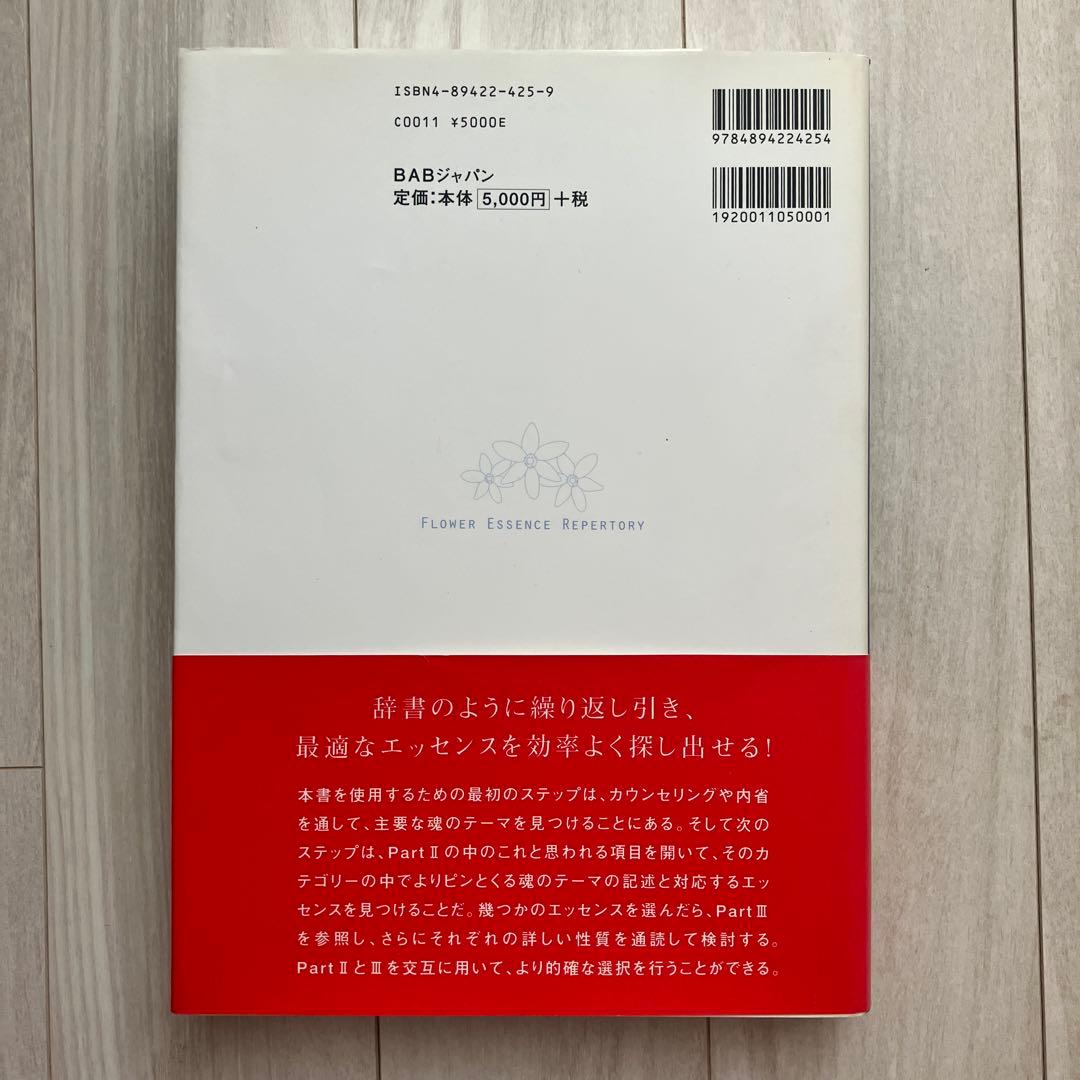 ISBN4-89422-425-9
C0011 ¥5000E
9784894224254
BABジャパン
定価：本体 5,000円 +税
1920011050001
FLOWER ESSENCE REPERTORY
辞書のように繰り返し引き、
最適なエッセンスを効率よく探し出せる！
本書を使用するための最初のステップは、カウンセリングや内省
を通して、主要な魂のテーマを見つけることにある。そして次の
ステップは、PartⅡの中のこれと思われる項目を開いて、そのカ
テゴリーの中でよりピンとくる魂のテーマの記述と対応するエッ
センスを見つけることだ。幾つかのエッセンスを選んだら、PartⅢ
を参照し、さらにそれぞれの詳しい性質を通読して検討する。
PartⅡとⅢを交互に用いて、より的確な選択を行うことができる。